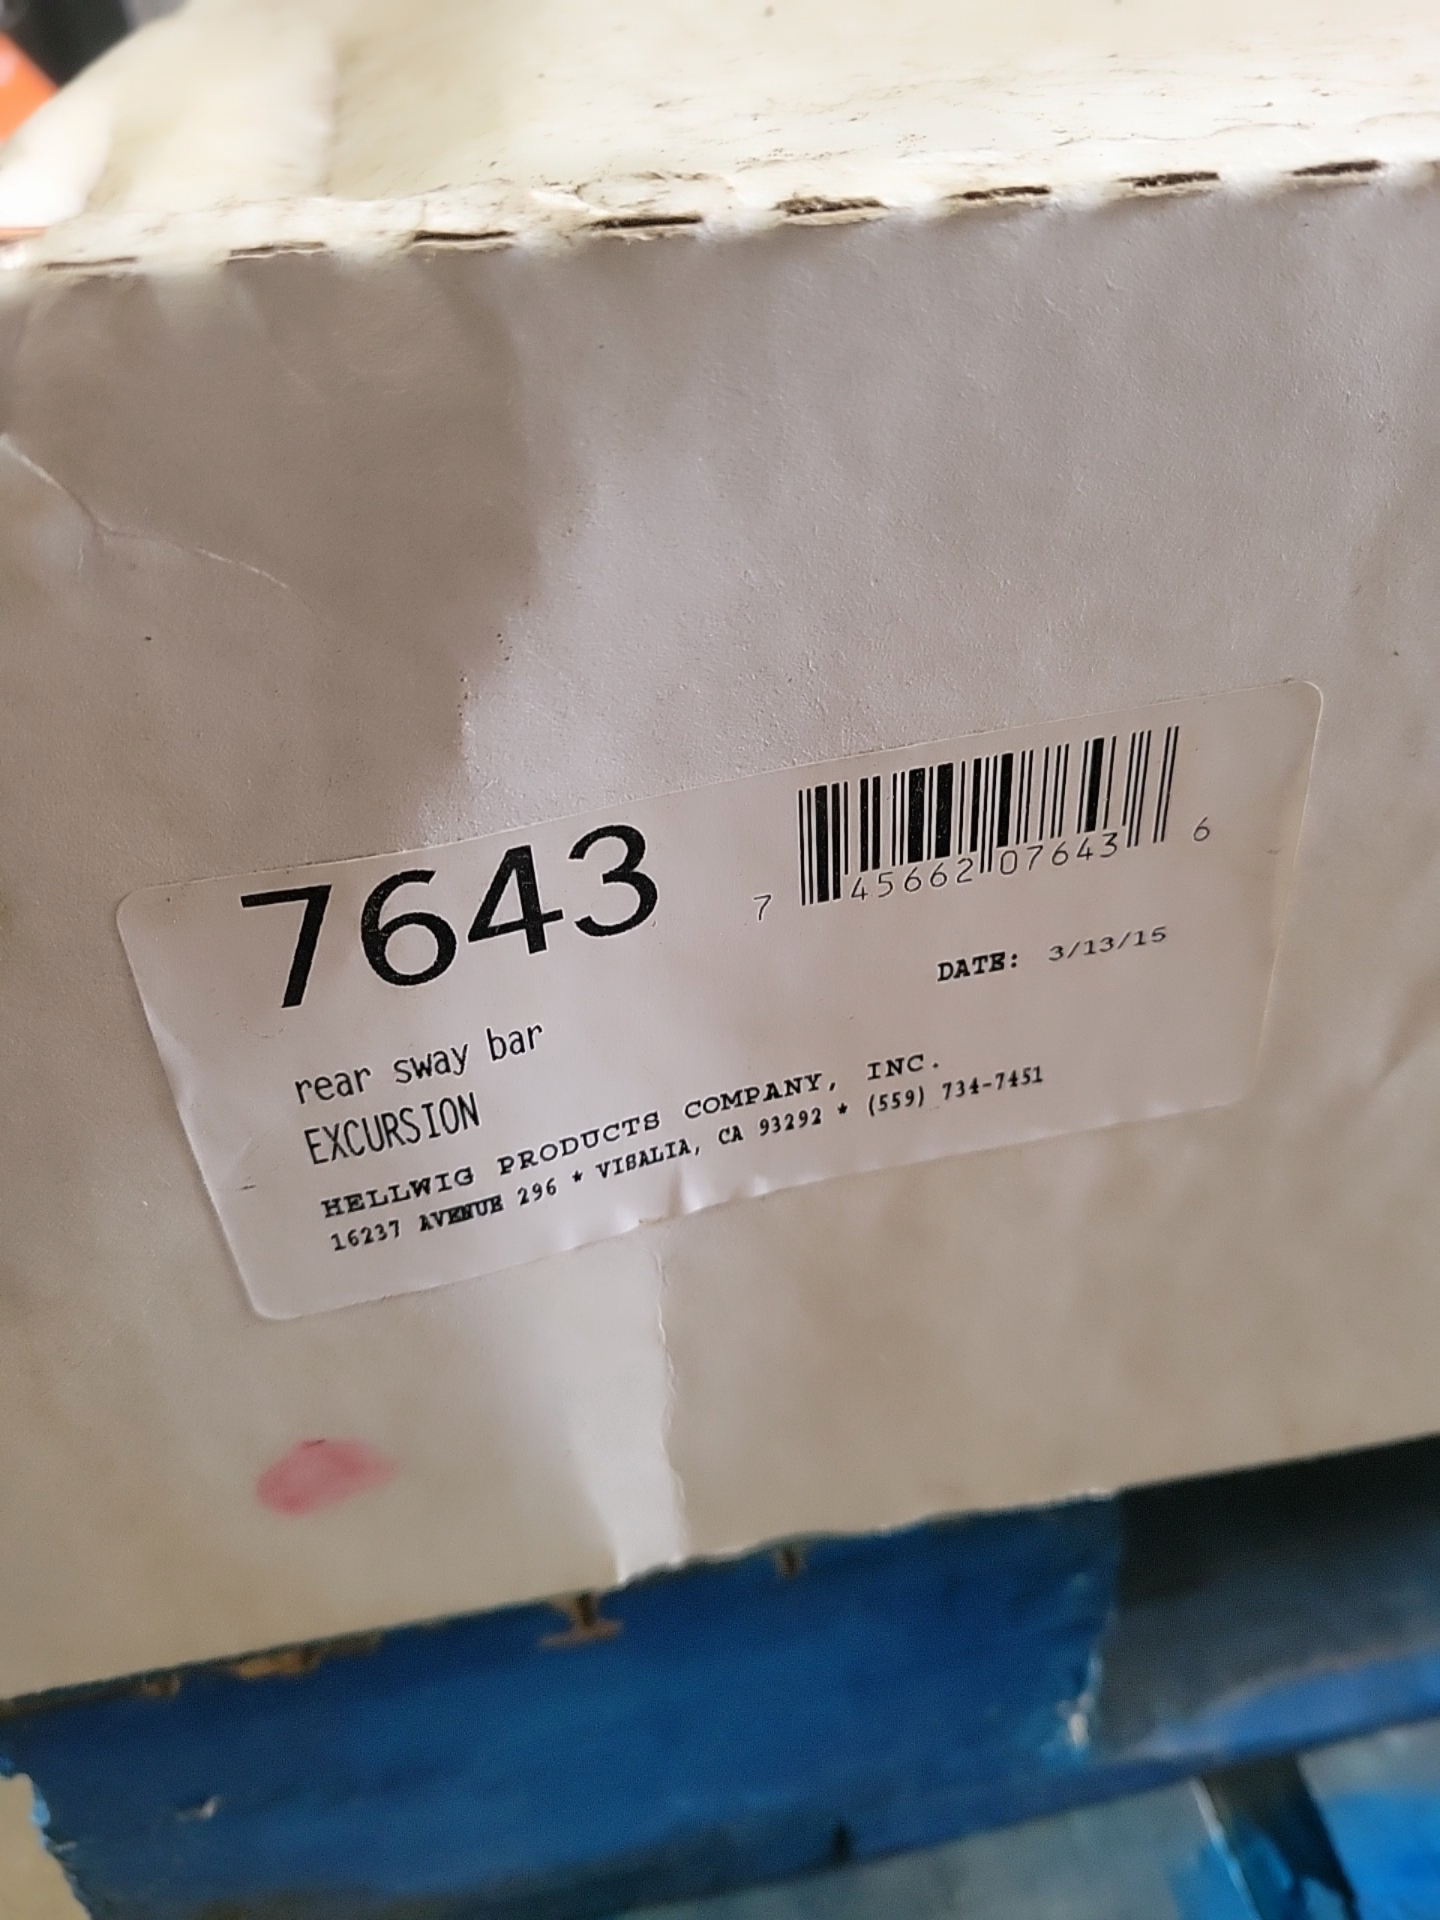 7643
7 45662 07643 6
DATE: 3/13/15
rear sway bar
EXCURSION
HELLWIG PRODUCTS COMPANY, INC.
16237 AVENUE 296 * VISALIA, CA 93292 * (559) 734-7451